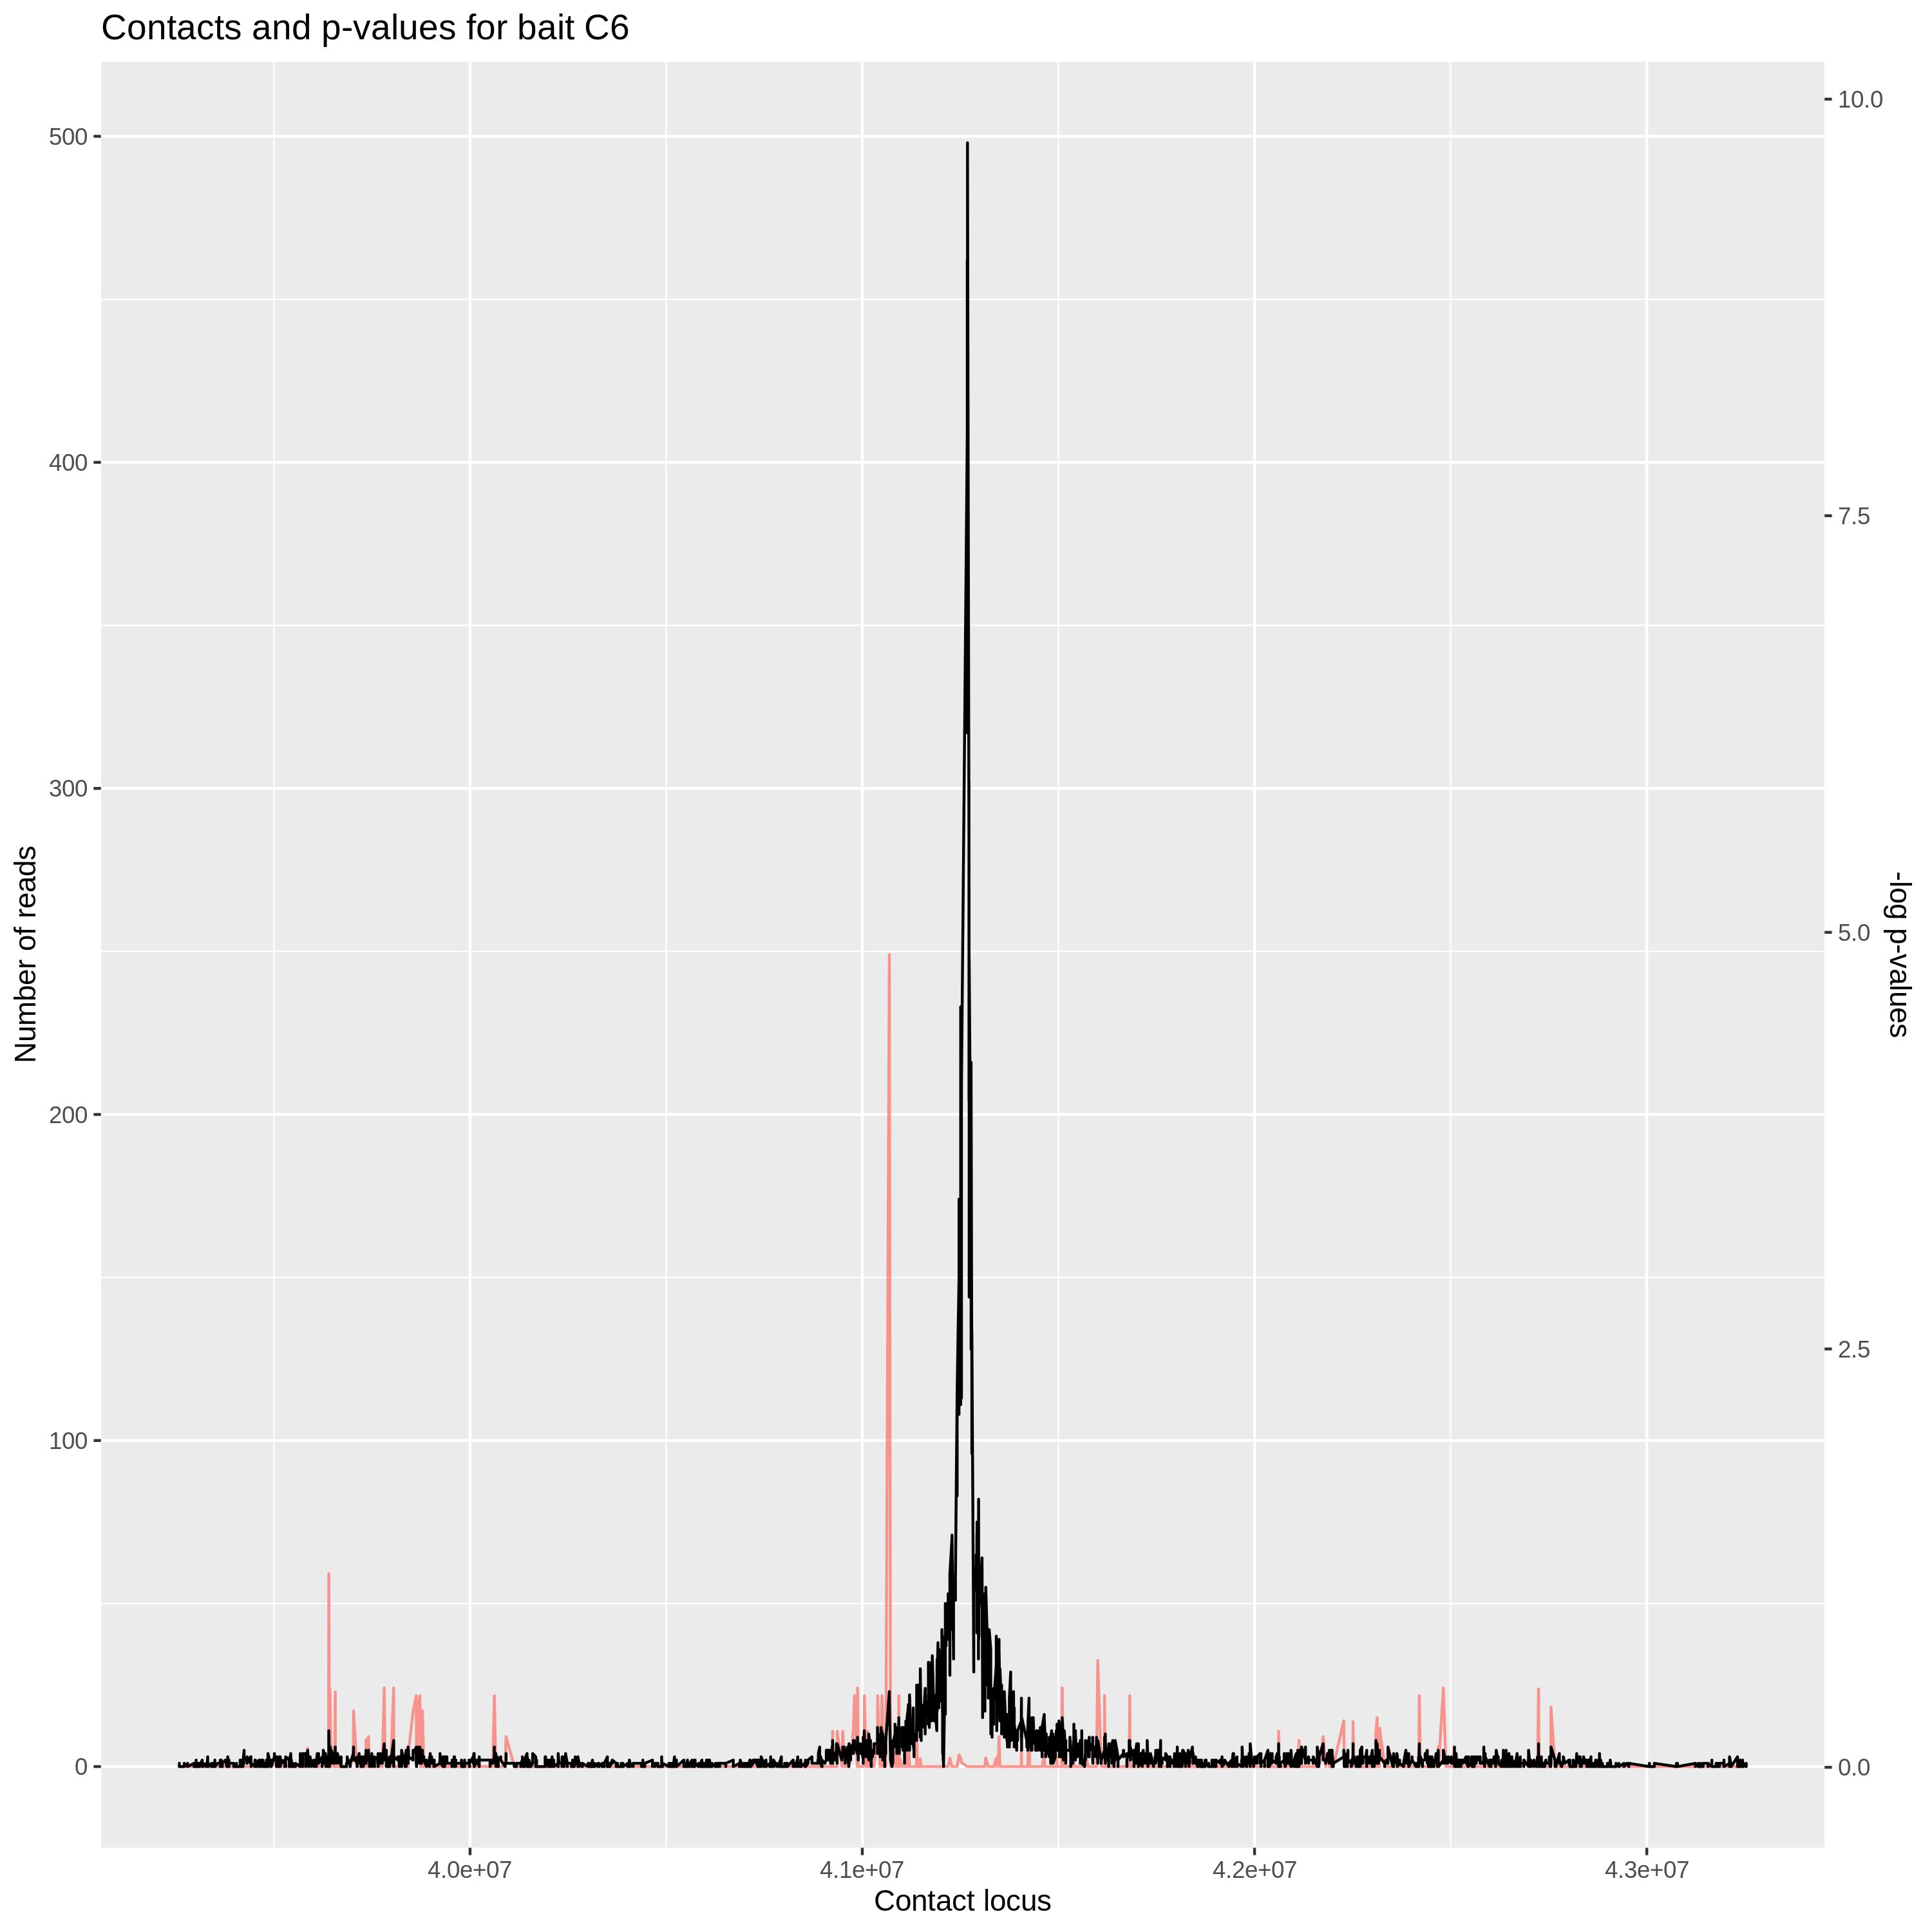 Contacts and p-values for bait C6
500
400
300
200
100
0
Number of reads
10.0
7.5
5.0
2.5
0.0
-log p-values
4.0e+07
4.1e+07
4.2e+07
4.3e+07
Contact locus